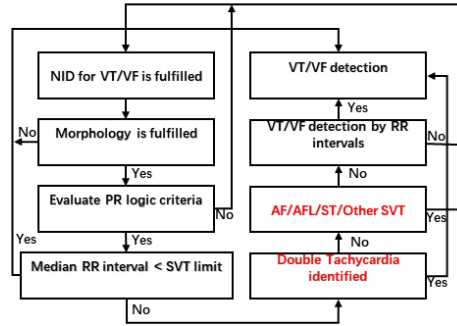 NID for VT/VF is fulfilled
VT/VF detection
Yes
No
Morphology is fulfilled
VT/VF detection by RR
intervals
No
Yes
No
Evaluate PR logic criteria
AF/AFL/ST/Other SVT
No
Yes
Yes
Yes
No
Median RR interval < SVT limit
Double Tachycardia
identified
Yes
No